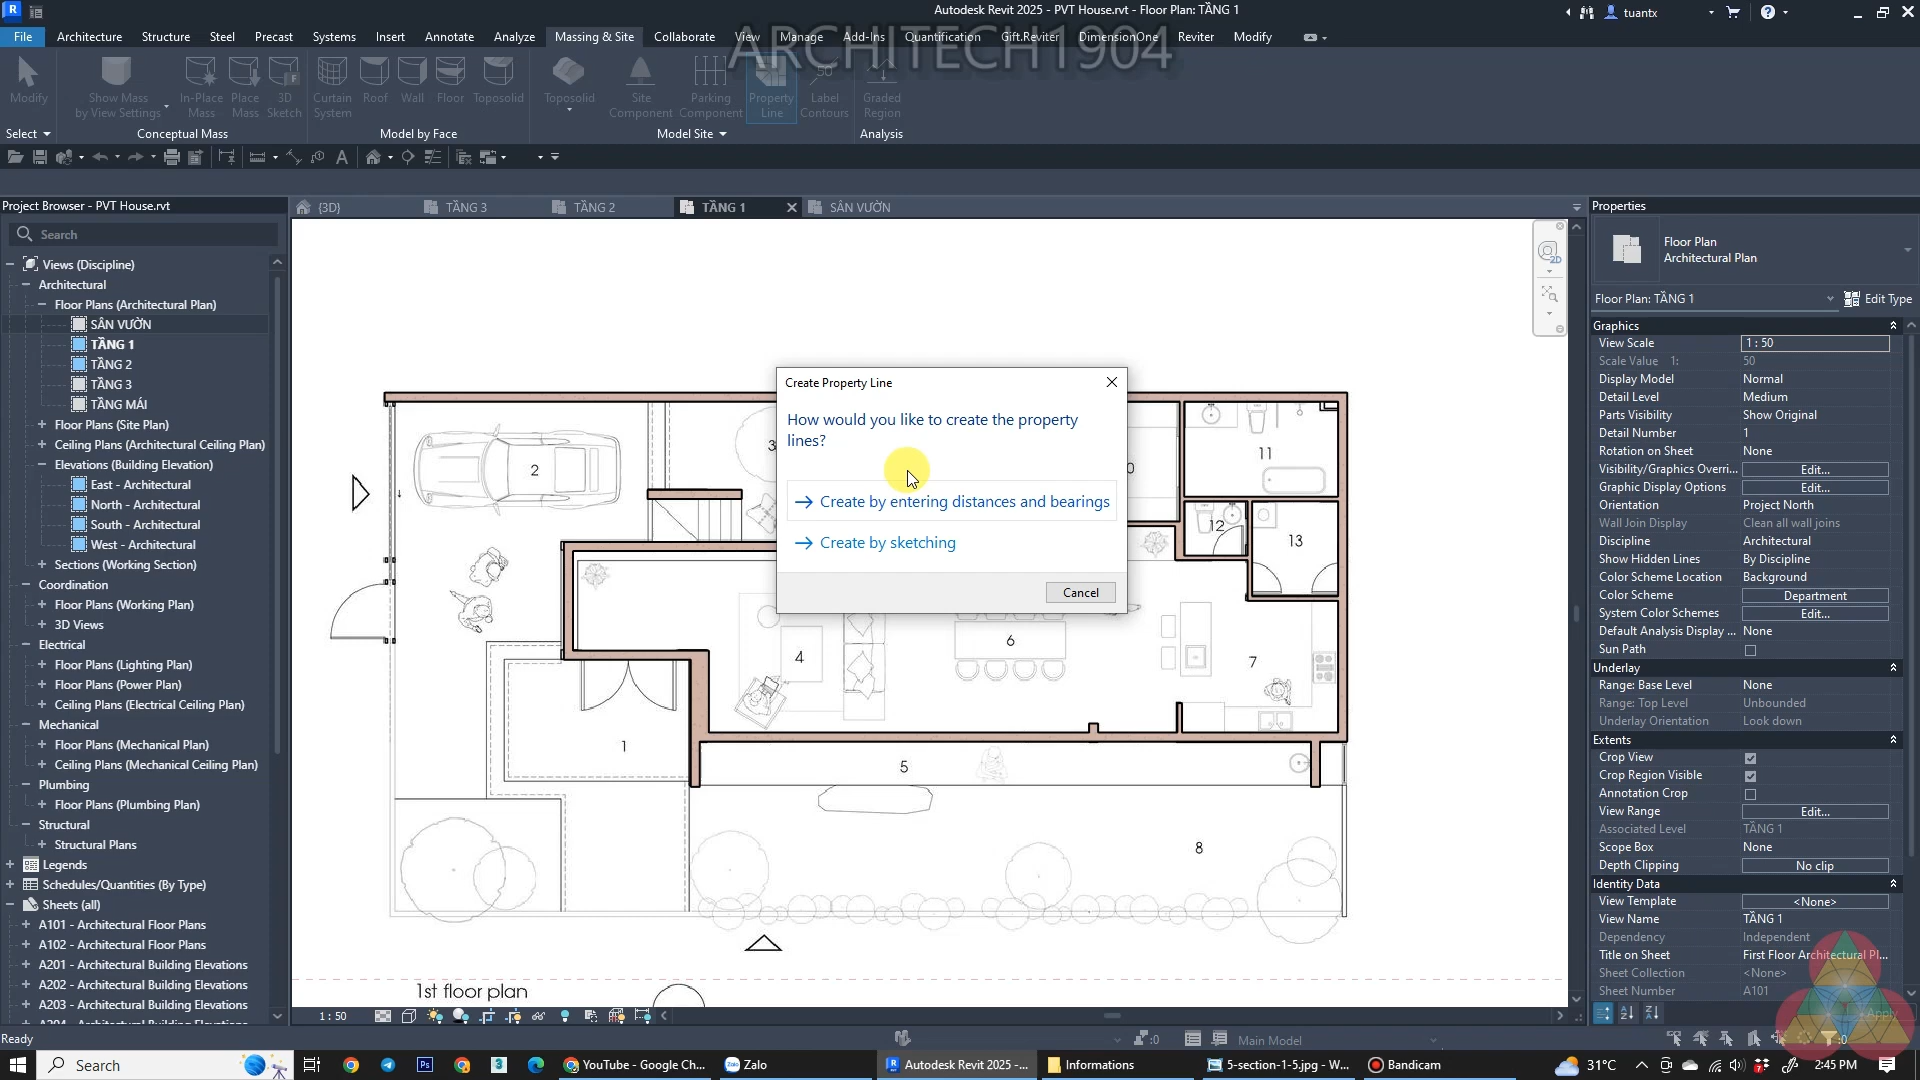 Autodesk Revit 2025 - PVT House.rvt - Floor Plan: TẦNG 1
tuantx
File Architecture Structure Steel Precast Systems Insert Annotate Analyze Massing & Site Collaborate View Manage Add-Ins Quantification Gift.Reviter DimensionOne Reviter Modify
ARCHITECH1904
Modify
Show Mass by View Settings
In-Place Mass
Place Mass
3D Sketch
Curtain System
Roof
Wall
Floor
Toposolid
Toposolid
Site Component
Parking Component
Property Line
Label Contours
Graded Region
Select
Conceptual Mass
Model by Face
Model Site
Analysis
Project Browser - PVT House.rvt
Search
Views (Discipline)
Architectural
Floor Plans (Architectural Plan)
SÂN VƯỜN
TẦNG 1
TẦNG 2
TẦNG 3
TẦNG MÁI
Floor Plans (Site Plan)
Ceiling Plans (Architectural Ceiling Plan)
Elevations (Building Elevation)
East - Architectural
North - Architectural
South - Architectural
West - Architectural
Sections (Working Section)
Coordination
Floor Plans (Working Plan)
3D Views
Electrical
Floor Plans (Lighting Plan)
Floor Plans (Power Plan)
Ceiling Plans (Electrical Ceiling Plan)
Mechanical
Floor Plans (Mechanical Plan)
Ceiling Plans (Mechanical Ceiling Plan)
Plumbing
Floor Plans (Plumbing Plan)
Structural
Structural Plans
Legends
Schedules/Quantities (By Type)
Sheets (all)
A101 - Architectural Floor Plans
A102 - Architectural Floor Plans
A201 - Architectural Building Elevations
A202 - Architectural Building Elevations
A203 - Architectural Building Elevations
{3D}
TẦNG 3
TẦNG 2
TẦNG 1
SÂN VƯỜN
2D
Create Property Line
How would you like to create the property
lines?
Create by entering distances and bearings
Create by sketching
Cancel
2
3
0
11
12
13
4
6
7
1
5
8
1st floor plan
1 : 50
Properties
Floor Plan
Architectural Plan
Floor Plan: TẦNG 1
Edit Type
Graphics
View Scale 1 : 50
Scale Value 1: 50
Display Model Normal
Detail Level Medium
Parts Visibility Show Original
Detail Number 1
Rotation on Sheet None
Visibility/Graphics Overri... Edit...
Graphic Display Options Edit...
Orientation Project North
Wall Join Display Clean all wall joins
Discipline Architectural
Show Hidden Lines By Discipline
Color Scheme Location Background
Color Scheme Department
System Color Schemes Edit...
Default Analysis Display ... None
Sun Path
Underlay
Range: Base Level None
Range: Top Level Unbounded
Underlay Orientation Look down
Extents
Crop View
Crop Region Visible
Annotation Crop
View Range Edit...
Associated Level TẦNG 1
Scope Box None
Depth Clipping No clip
Identity Data
View Template <None>
View Name TẦNG 1
Dependency Independent
Title on Sheet First Floor Architectural Pl...
Sheet Collection <None>
Sheet Number A101
Apply
Ready
:0
Main Model
:0
Search
YouTube - Google Ch...
Zalo
Autodesk Revit 2025 -...
Informations
5-section-1-5.jpg - W...
Bandicam
31°C
2:45 PM